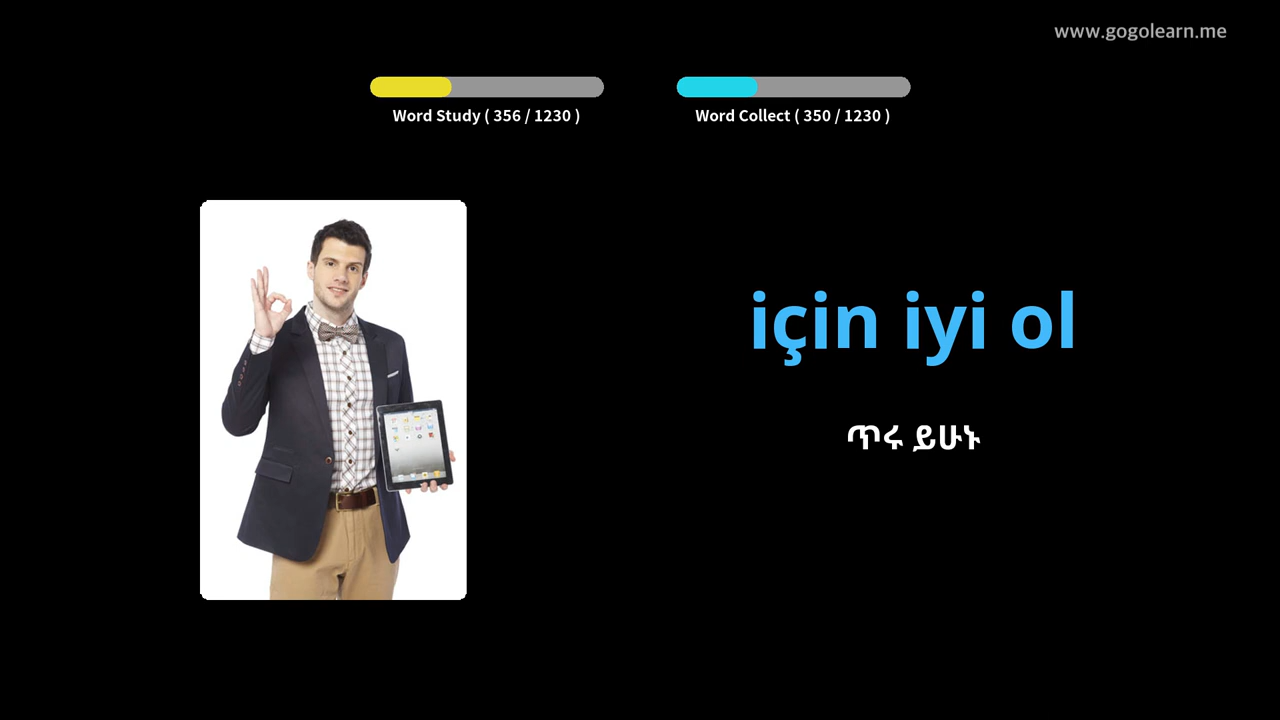 www.gogolearn.me
Word Study ( 356 / 1230 )
Word Collect ( 350 / 1230 )
için iyi ol
ጥሩ ይሁኑ